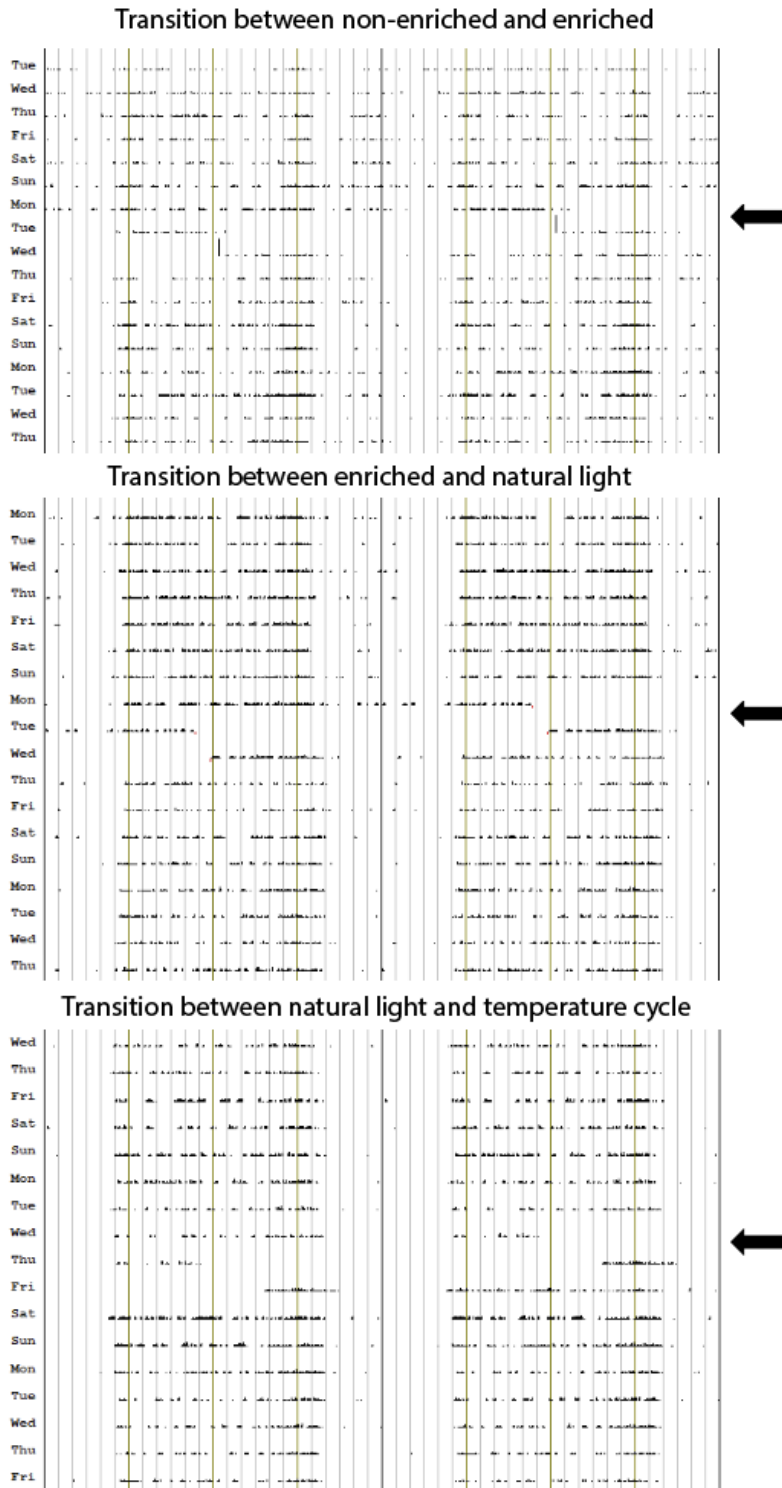 Transition between non-enriched and enriched
Tue
Wed
Thu
Fri
Sat
Sun
Mon
Tue
Wed
Thu
Fri
Sat
Sun
Mon
Tue
Wed
Thu
Transition between enriched and natural light
Mon
Tue
Wed
Thu
Fri
Sat
Sun
Mon
Tue
Wed
Thu
Fri
Sat
Sun
Mon
Tue
Wed
Thu
Transition between natural light and temperature cycle
Wed
Thu
Fri
Sat
Sun
Mon
Tue
Wed
Thu
Fri
Sat
Sun
Mon
Tue
Wed
Thu
Fri